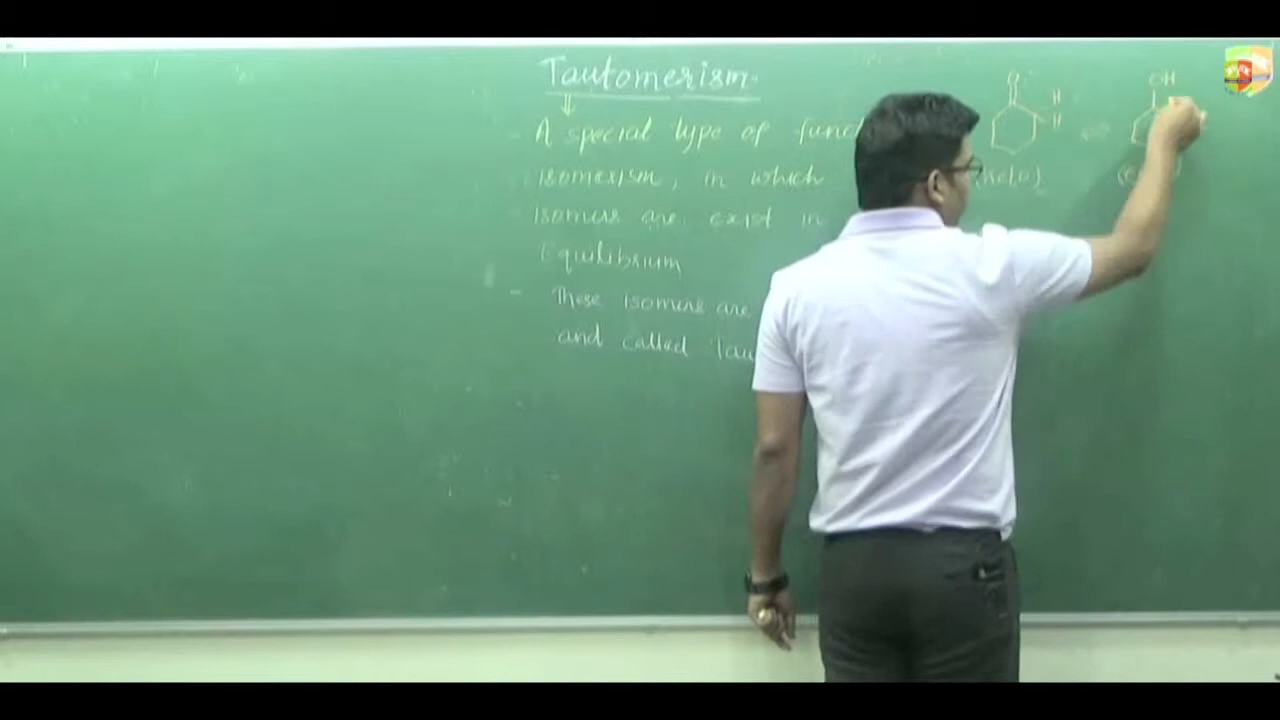 Tautomerism.
- A special type of func
isomerism, in which
isomers are exist in
Equilibrium
- These isomers are
and called Tau
O
H
H
(Keto)
⇌
OH